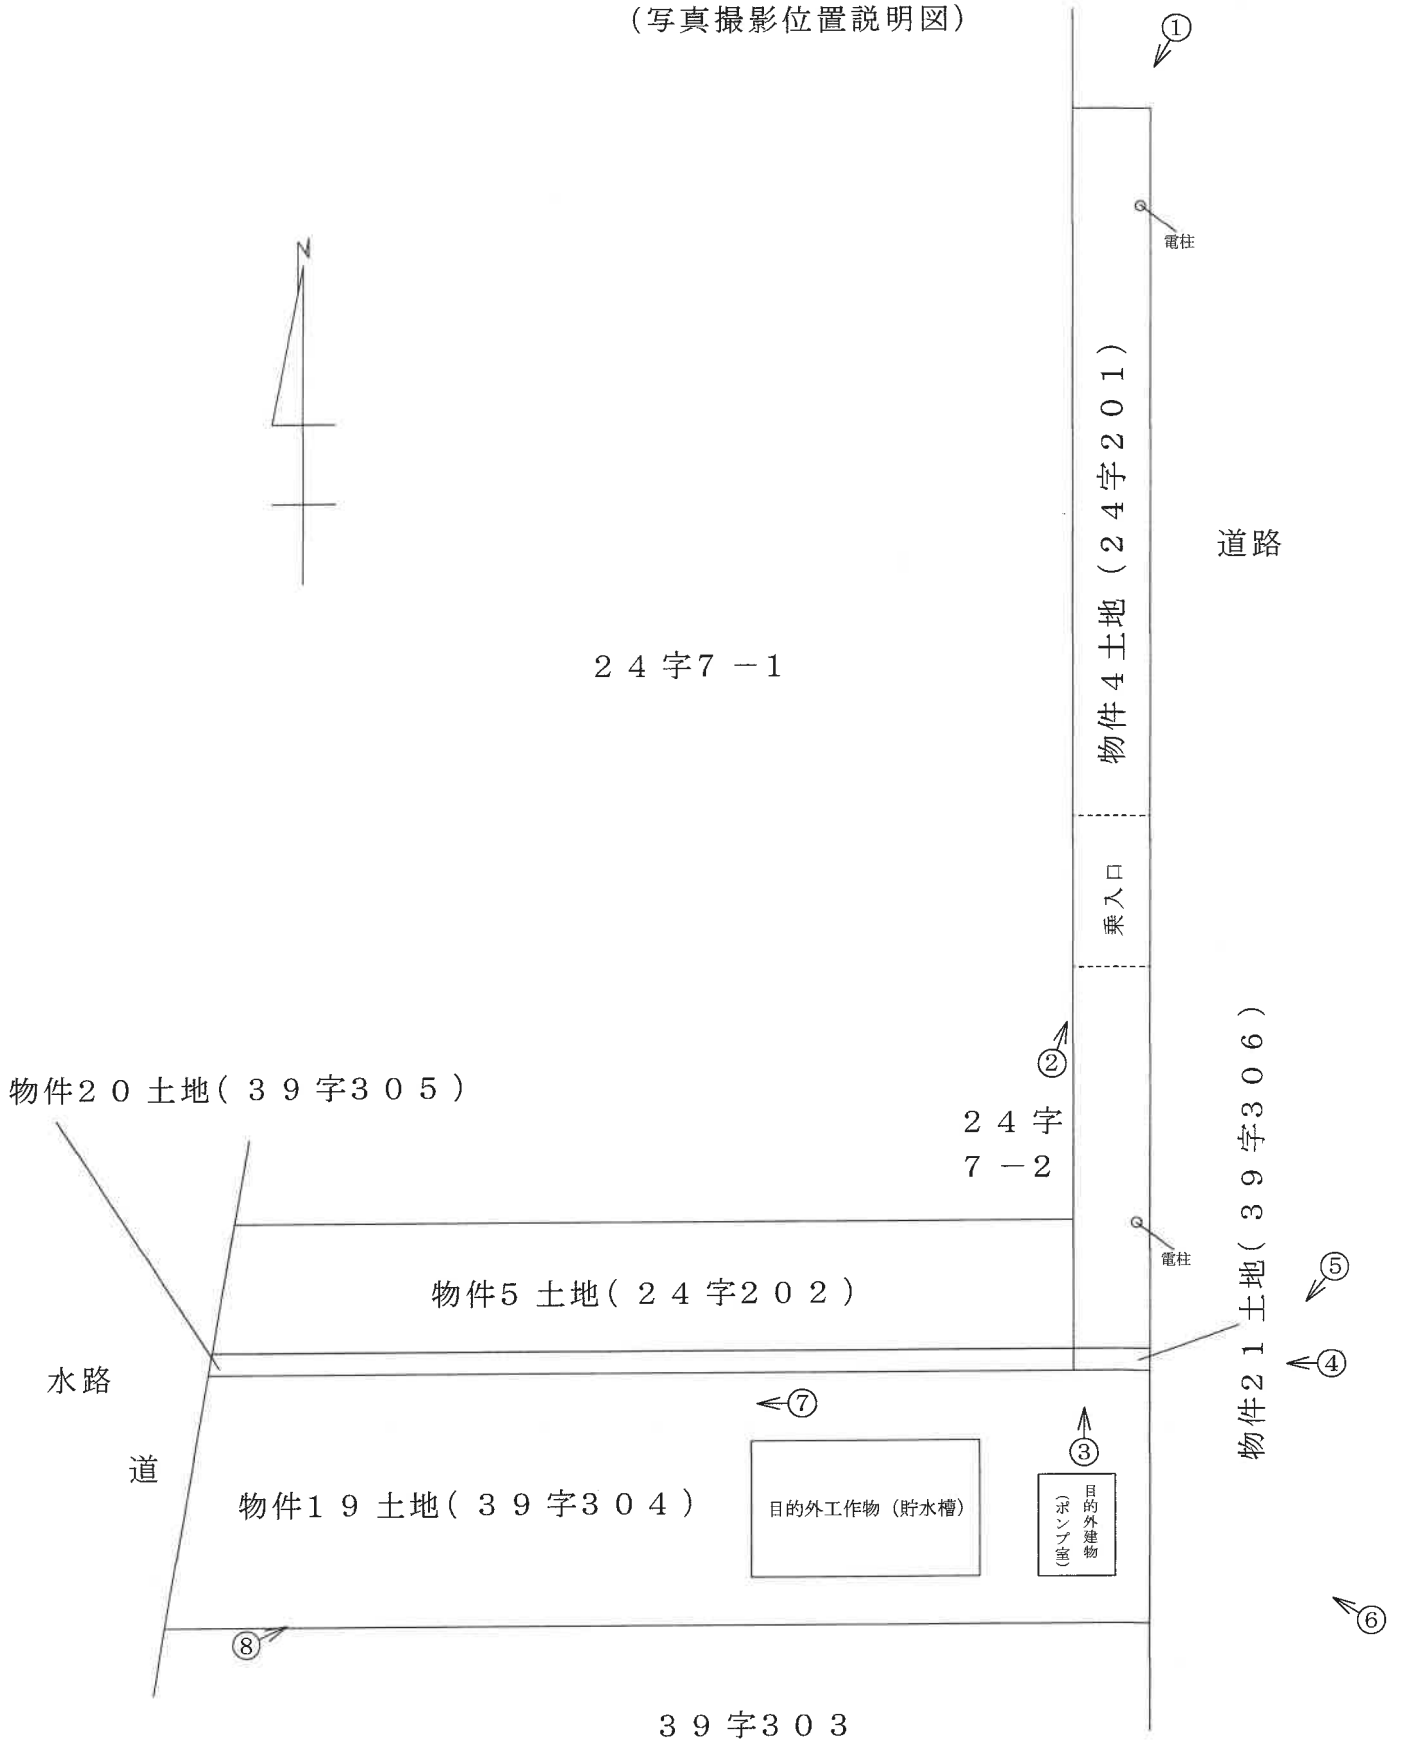 (写真撮影位置説明図)
①
N
電柱
物件4土地(24字201)
道路
24字7-1
乗入口
②
物件20土地(39字305)
24字
7-2
物件21土地(39字306)
電柱
⑤
物件5土地(24字202)
④
水路
⑦
③
道
物件19土地(39字304)
目的外工作物(貯水槽)
目的外建物
(ポンプ室)
⑥
⑧
39字303